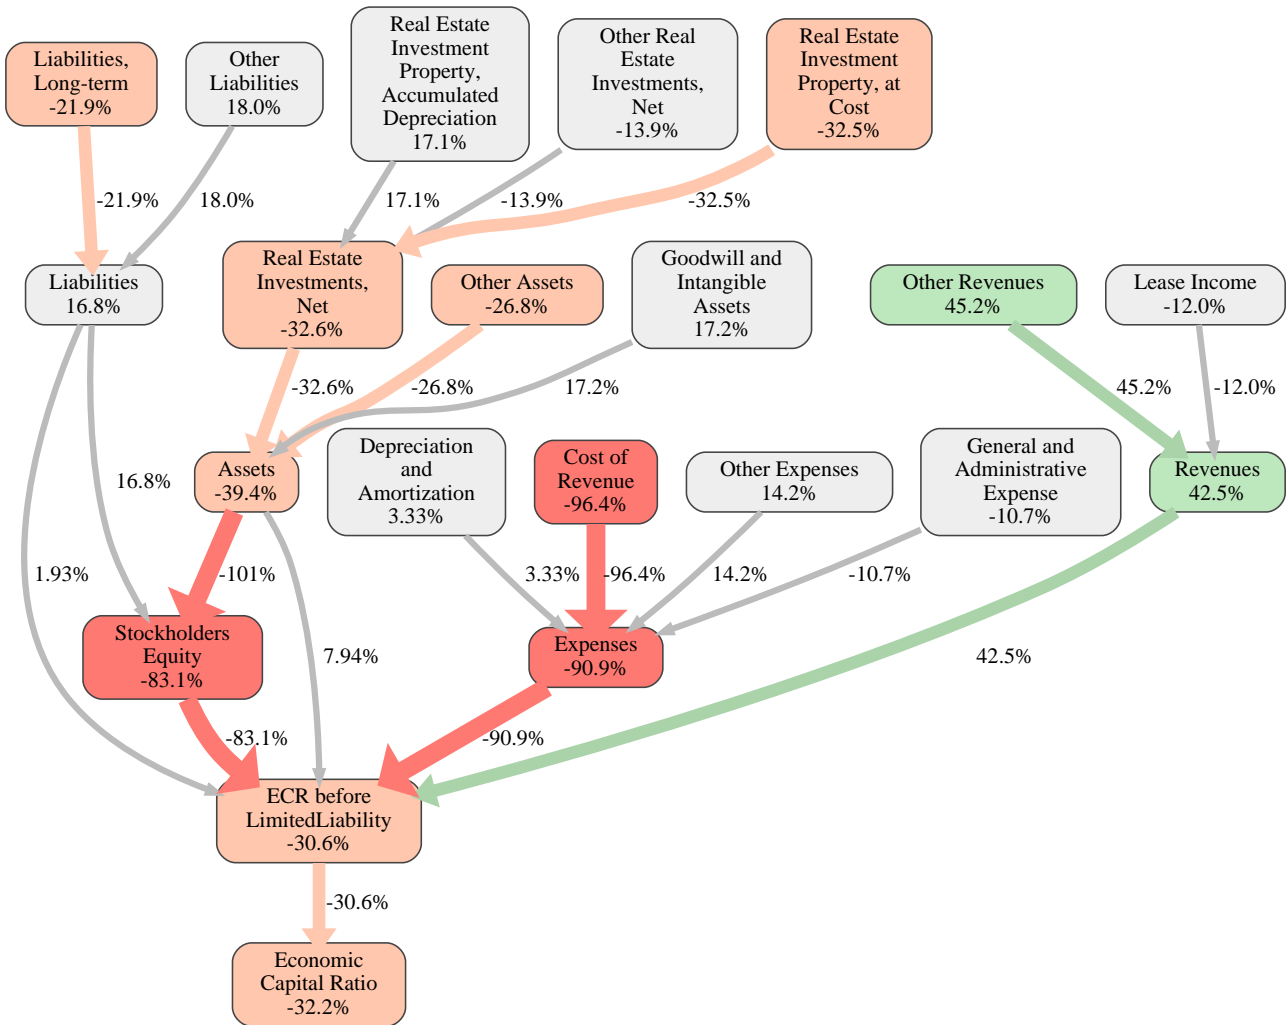 Liabilities,
Long-term
-21.9%
Other
Liabilities
18.0%
Real Estate
Investment
Property,
Accumulated
Depreciation
17.1%
Other Real
Estate
Investments,
Net
-13.9%
Real Estate
Investment
Property, at
Cost
-32.5%
-21.9%
18.0%
17.1%
-13.9%
-32.5%
Liabilities
16.8%
Real Estate
Investments,
Net
-32.6%
Other Assets
-26.8%
Goodwill and
Intangible
Assets
17.2%
Other Revenues
45.2%
Lease Income
-12.0%
-32.6%
-26.8%
17.2%
45.2%
-12.0%
Assets
-39.4%
Depreciation
and
Amortization
3.33%
Cost of
Revenue
-96.4%
Other Expenses
14.2%
General and
Administrative
Expense
-10.7%
Revenues
42.5%
16.8%
1.93%
-101%
3.33%
-96.4%
14.2%
-10.7%
Stockholders
Equity
-83.1%
7.94%
Expenses
-90.9%
42.5%
-83.1%
-90.9%
ECR before
LimitedLiability
-30.6%
-30.6%
Economic
Capital Ratio
-32.2%